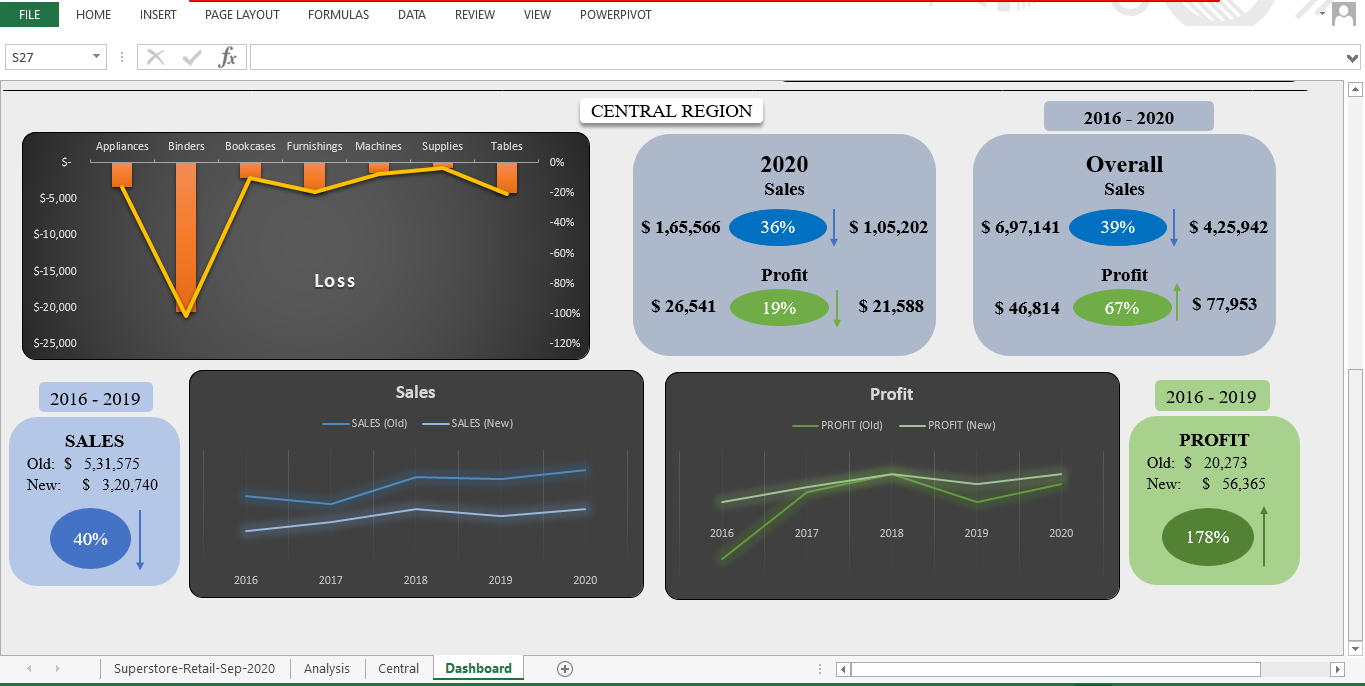 FILE HOME INSERT PAGE LAYOUT FORMULAS DATA REVIEW VIEW POWERPIVOT
S27 fx
CENTRAL REGION
2016 - 2020
Appliances Binders Bookcases Furnishings Machines Supplies Tables
$- 0%
$-5,000 -20%
$-10,000 -40%
$-15,000 -60%
$-20,000 -80%
$-25,000 -100%
-120%
Loss
2020
Sales
$ 1,65,566 36% $ 1,05,202
Profit
$ 26,541 19% $ 21,588
Overall
Sales
$ 6,97,141 39% $ 4,25,942
Profit
$ 46,814 67% $ 77,953
2016 - 2019
SALES
Old: $ 5,31,575
New: $ 3,20,740
40%
Sales
SALES (Old) SALES (New)
2016 2017 2018 2019 2020
Profit
PROFIT (Old) PROFIT (New)
2016 2017 2018 2019 2020
2016 - 2019
PROFIT
Old: $ 20,273
New: $ 56,365
178%
Superstore-Retail-Sep-2020 Analysis Central Dashboard